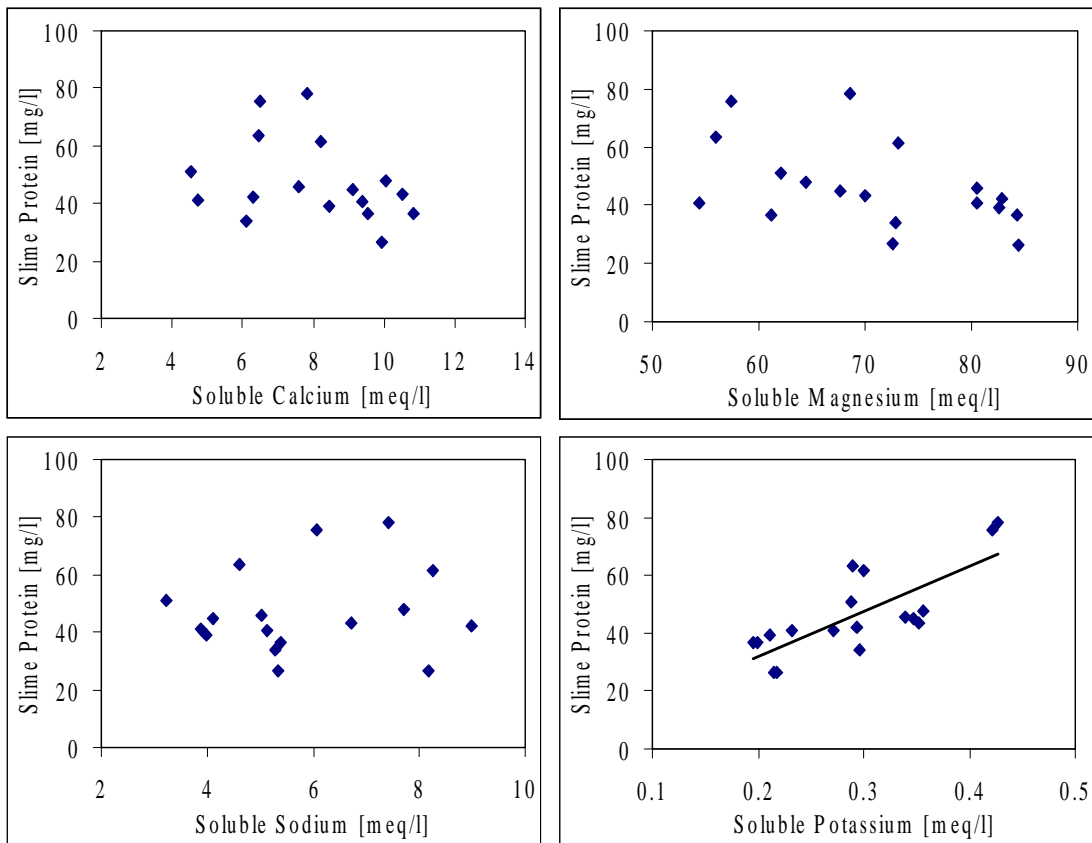 Slime Protein [mg/l]
100
80
60
40
20
0
2 4 6 8 10 12 14
Soluble Calcium [meq/l]
Slime Protein [mg/l]
100
80
60
40
20
0
50 60 70 80 90
Soluble Magnesium [meq/l]
Slime Protein [mg/l]
100
80
60
40
20
0
2 4 6 8 10
Soluble Sodium [meq/l]
Slime Protein [mg/l]
100
80
60
40
20
0
0.1 0.2 0.3 0.4 0.5
Soluble Potassium [meq/l]